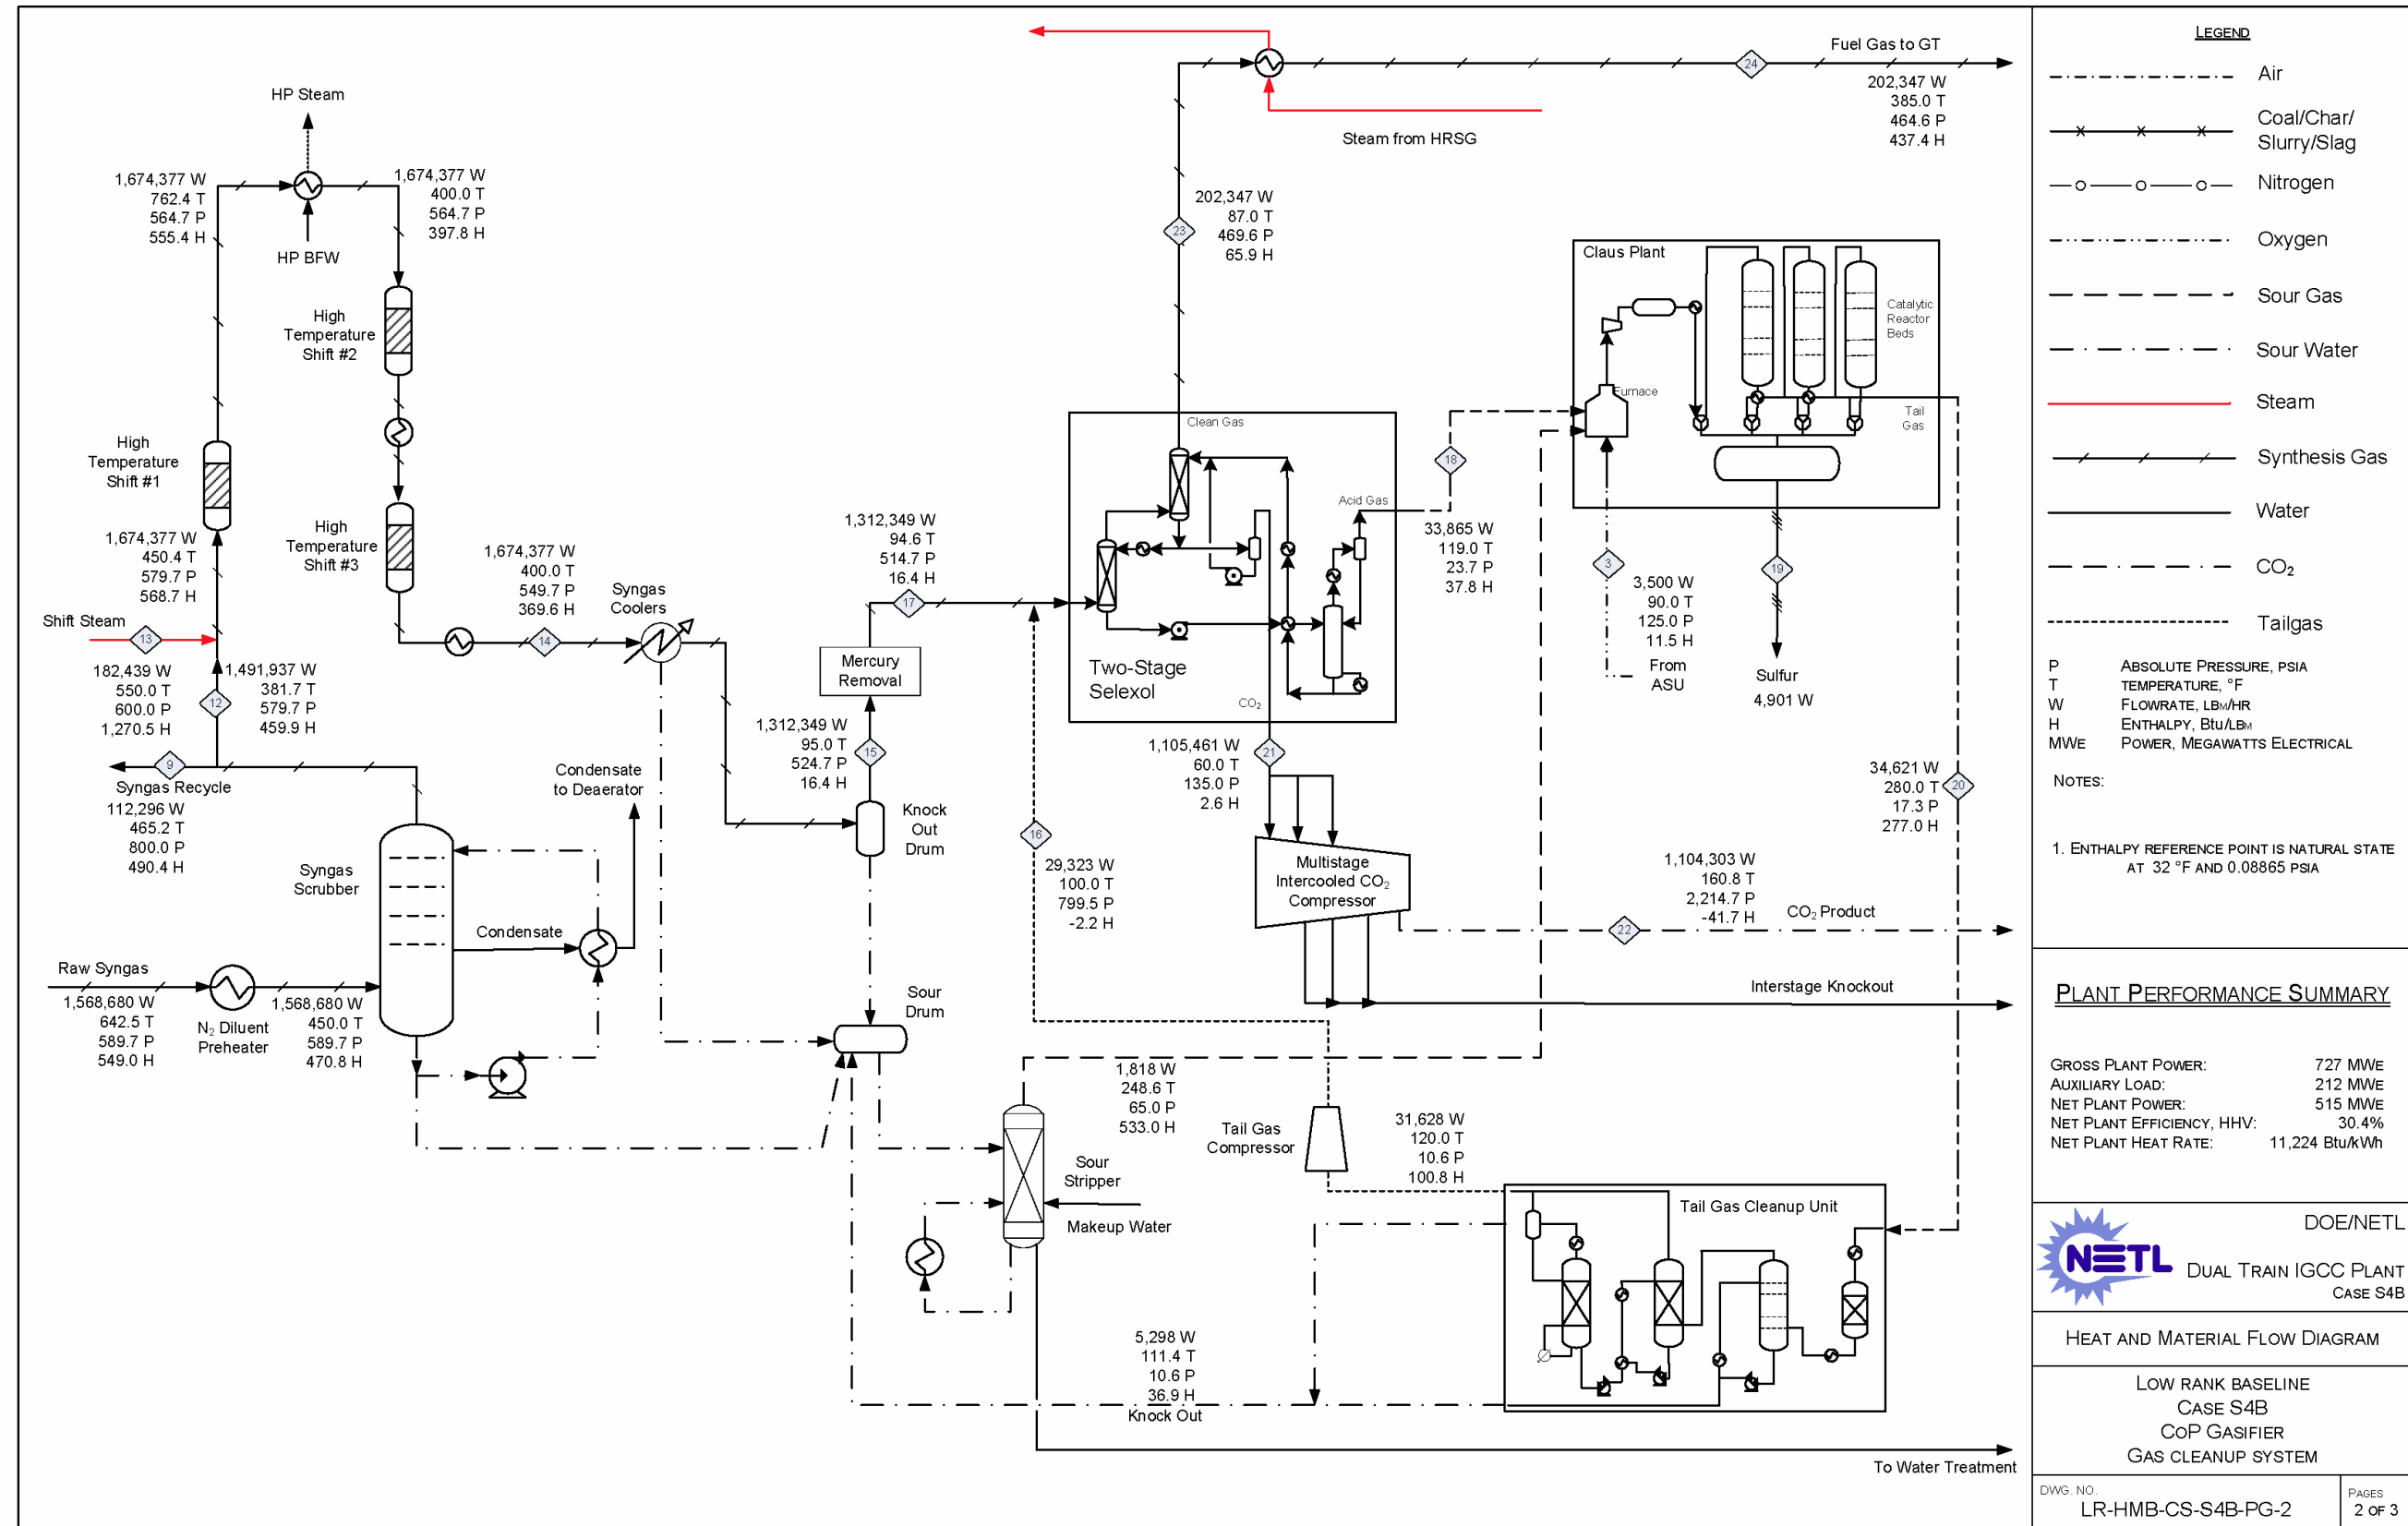 HP Steam
1,674,377 W
762.4 T
564.7 P
555.4 H
1,674,377 W
400.0 T
564.7 P
397.8 H
HP BFW
High
Temperature
Shift #2
High
Temperature
Shift #1
High
Temperature
Shift #3
1,674,377 W
450.4 T
579.7 P
568.7 H
Shift Steam
13
182,439 W
550.0 T
600.0 P
1,270.5 H
1,491,937 W
381.7 T
579.7 P
459.9 H
12
9
Syngas Recycle
112,296 W
465.2 T
800.0 P
490.4 H
Syngas
Scrubber
Condensate
Condensate
to Deaerator
Raw Syngas
1,568,680 W
642.5 T
589.7 P
549.0 H
N2 Diluent
Preheater
1,568,680 W
450.0 T
589.7 P
470.8 H
1,674,377 W
400.0 T
549.7 P
369.6 H
14
Syngas
Coolers
1,312,349 W
94.6 T
514.7 P
16.4 H
17
Mercury
Removal
1,312,349 W
95.0 T
524.7 P
16.4 H
15
Knock
Out
Drum
Sour
Drum
16
29,323 W
100.0 T
799.5 P
-2.2 H
1,818 W
248.6 T
65.0 P
533.0 H
Sour
Stripper
Makeup Water
5,298 W
111.4 T
10.6 P
36.9 H
Knock Out
To Water Treatment
Steam from HRSG
Fuel Gas to GT
24
202,347 W
385.0 T
464.6 P
437.4 H
202,347 W
87.0 T
469.6 P
65.9 H
23
Clean Gas
Acid Gas
Two-Stage
Selexol
CO2
18
33,865 W
119.0 T
23.7 P
37.8 H
Claus Plant
Furnace
Catalytic
Reactor
Beds
Tail
Gas
3
3,500 W
90.0 T
125.0 P
11.5 H
From
ASU
19
Sulfur
4,901 W
34,621 W
280.0 T
17.3 P
277.0 H
20
1,105,461 W
60.0 T
135.0 P
2.6 H
21
Multistage
Intercooled CO2
Compressor
1,104,303 W
160.8 T
2,214.7 P
-41.7 H
22
CO2 Product
Interstage Knockout
Tail Gas
Compressor
31,628 W
120.0 T
10.6 P
100.8 H
Tail Gas Cleanup Unit
LEGEND
Air
Coal/Char/
Slurry/Slag
Nitrogen
Oxygen
Sour Gas
Sour Water
Steam
Synthesis Gas
Water
CO2
Tailgas
P ABSOLUTE PRESSURE, PSIA
T TEMPERATURE, °F
W FLOWRATE, LBM/HR
H ENTHALPY, Btu/LBM
MWE POWER, MEGAWATTS ELECTRICAL
NOTES:
1. ENTHALPY REFERENCE POINT IS NATURAL STATE
AT 32 °F AND 0.08865 PSIA
PLANT PERFORMANCE SUMMARY
GROSS PLANT POWER: 727 MWE
AUXILIARY LOAD: 212 MWE
NET PLANT POWER: 515 MWE
NET PLANT EFFICIENCY, HHV: 30.4%
NET PLANT HEAT RATE: 11,224 Btu/kWh
NETL
DOE/NETL
DUAL TRAIN IGCC PLANT
CASE S4B
HEAT AND MATERIAL FLOW DIAGRAM
LOW RANK BASELINE
CASE S4B
COP GASIFIER
GAS CLEANUP SYSTEM
DWG. NO.
LR-HMB-CS-S4B-PG-2
PAGES
2 OF 3